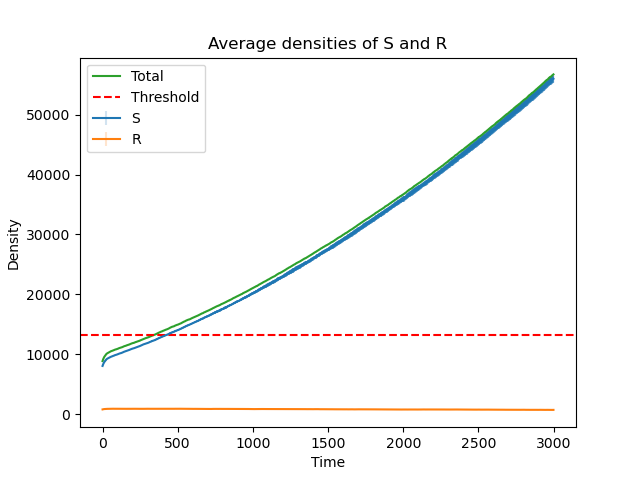 Average densities of S and R
Total
Threshold
S
R
50000
40000
30000
20000
10000
0
Density
0 500 1000 1500 2000 2500 3000
Time